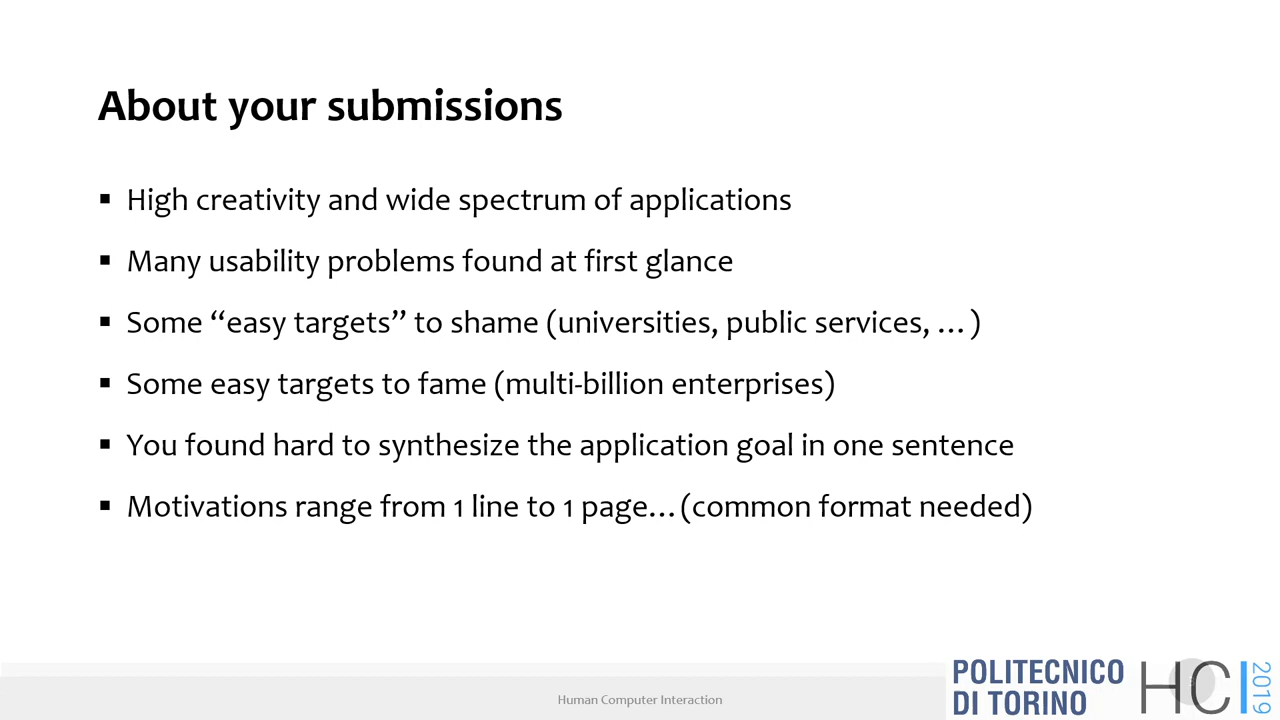 About your submissions
▪ High creativity and wide spectrum of applications
▪ Many usability problems found at first glance
▪ Some “easy targets” to shame (universities, public services, … )
▪ Some easy targets to fame (multi-billion enterprises)
▪ You found hard to synthesize the application goal in one sentence
▪ Motivations range from 1 line to 1 page…(common format needed)
Human Computer Interaction
POLITECNICO
DI TORINO
HCI
2019